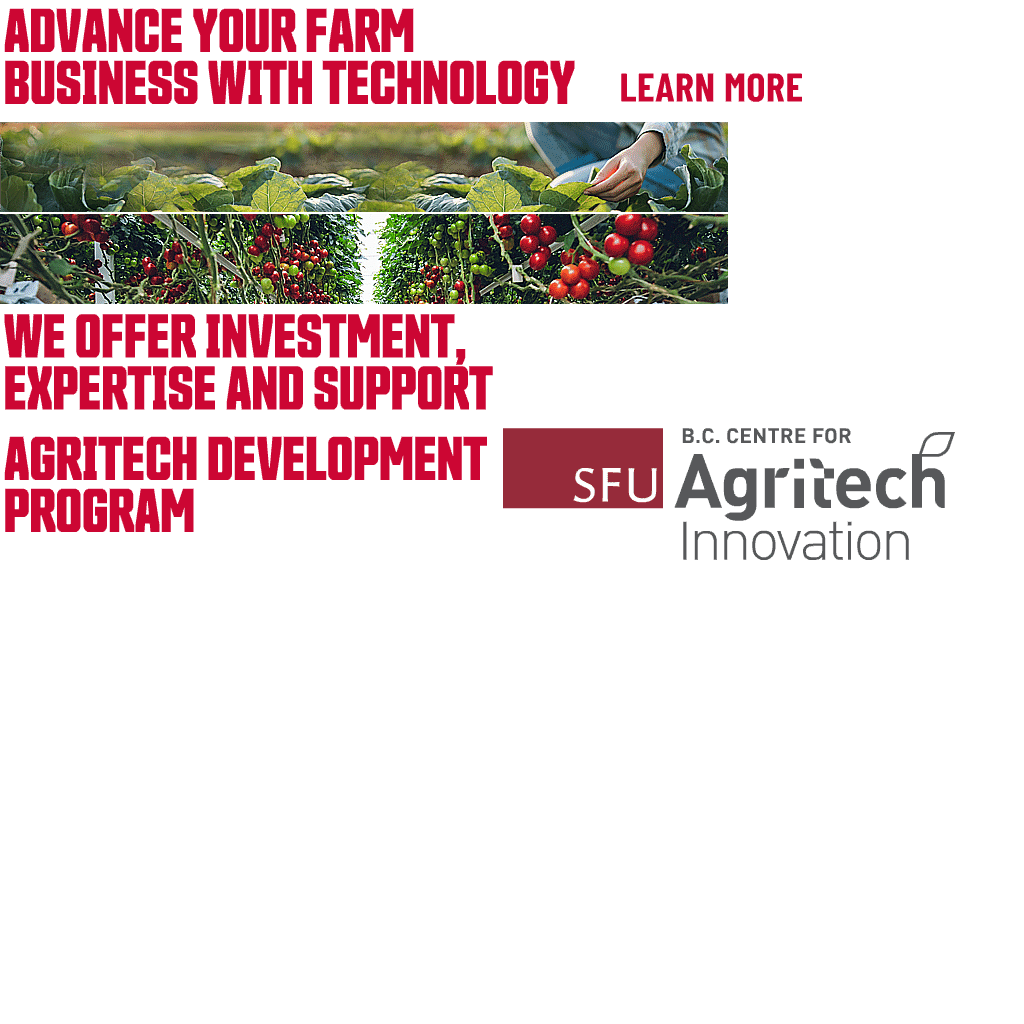 ADVANCE YOUR FARM
BUSINESS WITH TECHNOLOGY
LEARN MORE
WE OFFER INVESTMENT,
EXPERTISE AND SUPPORT
AGRITECH DEVELOPMENT
PROGRAM
SFU
B.C. CENTRE FOR
Agritech
Innovation